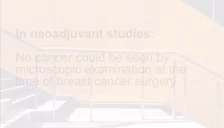 In neoadjuvant studies:
No cancer could be seen by
microscopic examination at the
time of breast cancer surgery